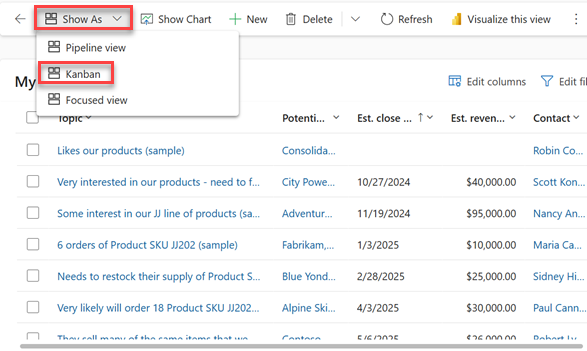 Show As Show Chart New Delete Refresh Visualize this view
Pipeline view
Kanban
Focused view
My Edit columns Edit fil
Topic Potenti... Est. close ... Est. reven... Contact
Likes our products (sample) Consolida... Robin Co...
Very interested in our products - need to f... City Powe... 10/27/2024 $40,000.00 Scott Kon...
Some interest in our JJ line of products (sa... Adventur... 11/19/2024 $95,000.00 Nancy An...
6 orders of Product SKU JJ202 (sample) Fabrikam,... 1/3/2025 $10,000.00 Maria Ca...
Needs to restock their supply of Product S... Blue Yond... 2/28/2025 $25,000.00 Sidney Hi...
Very likely will order 18 Product SKU JJ202... Alpine Ski... 4/3/2025 $30,000.00 Paul Cann...
They sell many of the same items that we Contoso 5/6/2025 $26,000.00 Robert Ly